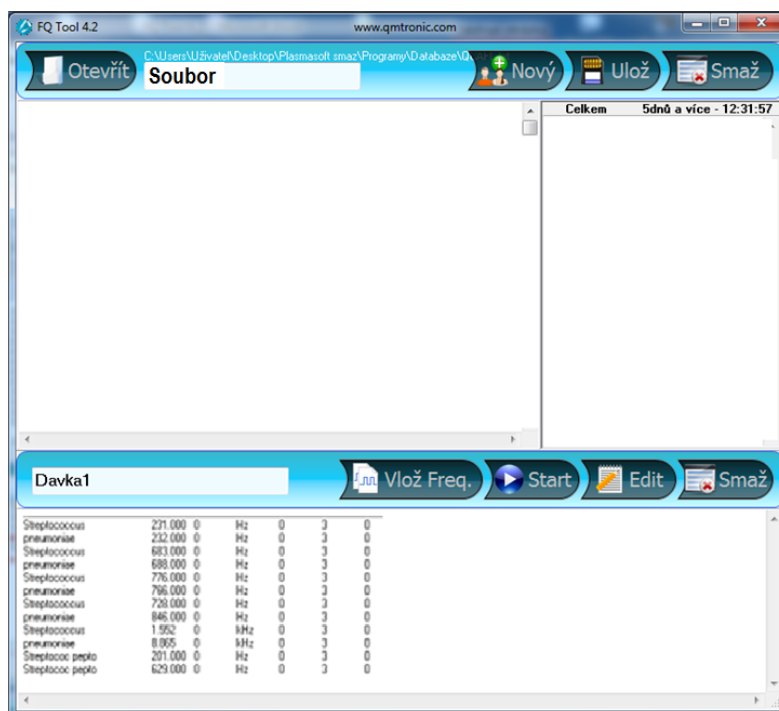 FQ Tool 4.2 www.qmtronic.com
C:\Users\Uživatel\Desktop\Plasmasoft smaz\Programy\Databaze\
Otevřít Soubor Nový Ulož Smaž
Celkem 5dnů a více - 12:31:57
Davka1 Vlož Freq. Start Edit Smaž
Streptococcus 231.000 0 Hz 0 3 0
pneumoniae 232.000 0 Hz 0 3 0
Streptococcus 683.000 0 Hz 0 3 0
pneumoniae 688.000 0 Hz 0 3 0
Streptococcus 776.000 0 Hz 0 3 0
pneumoniae 766.000 0 Hz 0 3 0
Streptococcus 728.000 0 Hz 0 3 0
pneumoniae 846.000 0 Hz 0 3 0
Streptococcus 1.552 0 kHz 0 3 0
pneumoniae 8.865 0 kHz 0 3 0
Streptococ pepto 201.000 0 Hz 0 3 0
Streptococ pepto 629.000 0 Hz 0 3 0